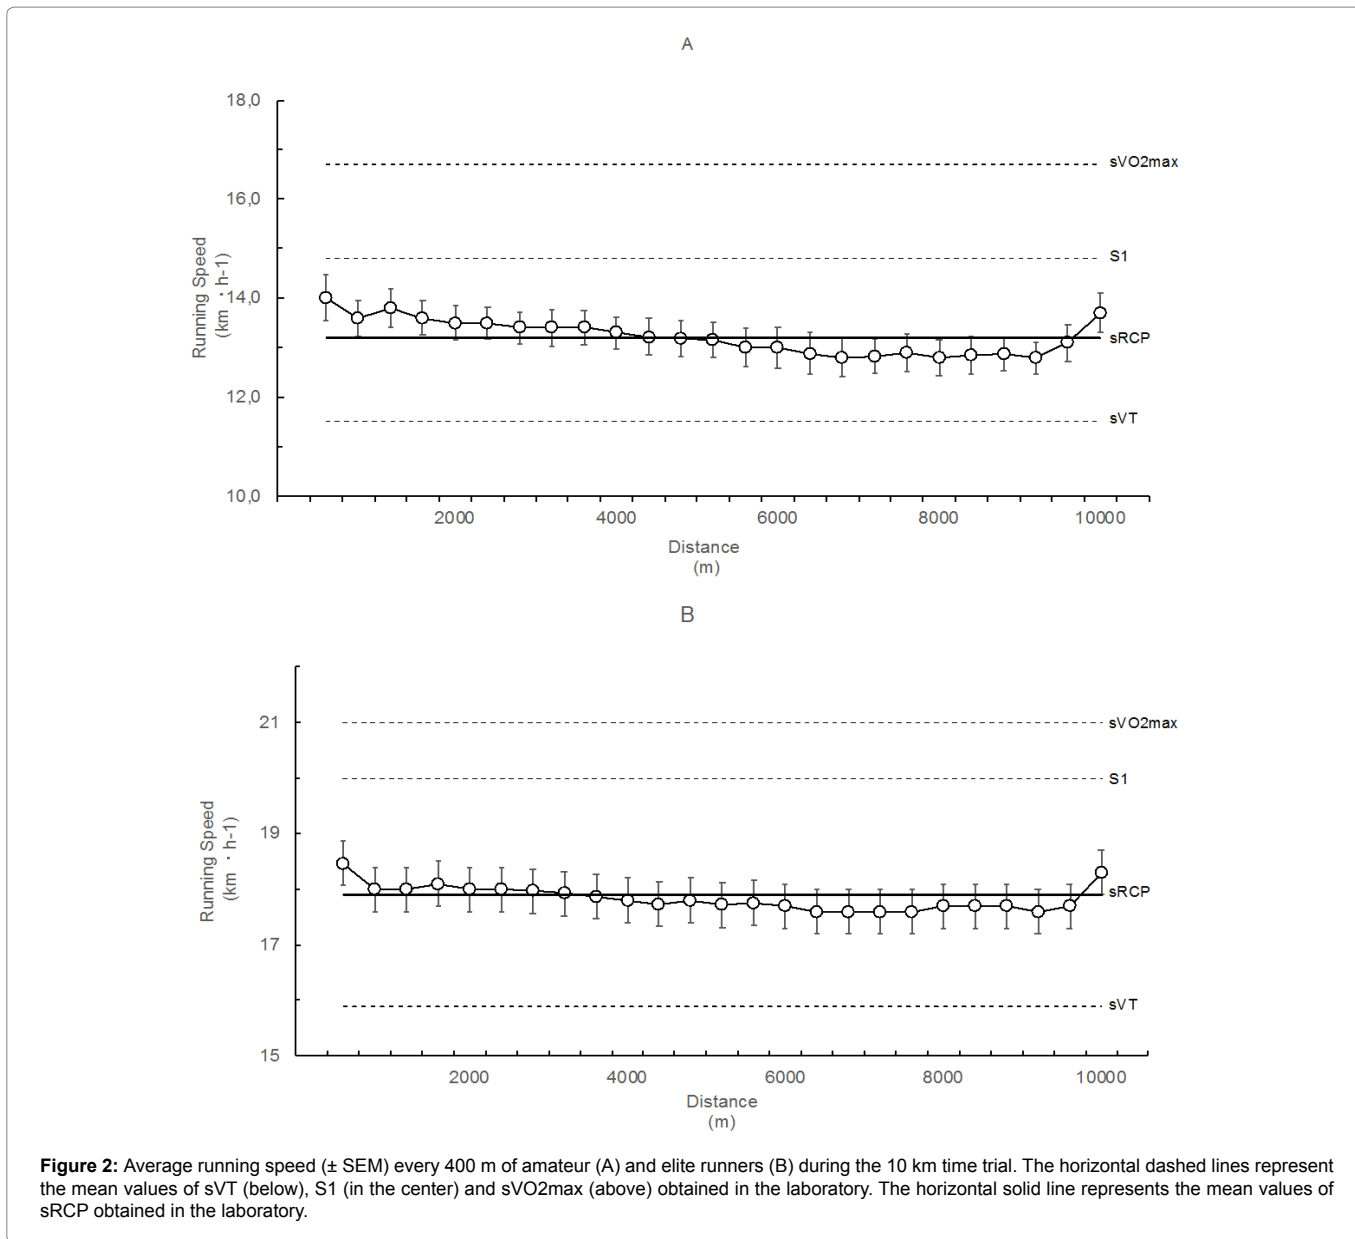 A
18,0
16,0
14,0
12,0
10,0
Running Speed
(km · h-1)
sVO2max
S1
sRCP
sVT
2000 4000 6000 8000 10000
Distance
(m)
B
21
19
17
15
Running Speed
(km · h-1)
sVO2max
S1
sRCP
sVT
2000 4000 6000 8000 10000
Distance
(m)
Figure 2: Average running speed (± SEM) every 400 m of amateur (A) and elite runners (B) during the 10 km time trial. The horizontal dashed lines represent
the mean values of sVT (below), S1 (in the center) and sVO2max (above) obtained in the laboratory. The horizontal solid line represents the mean values of
sRCP obtained in the laboratory.